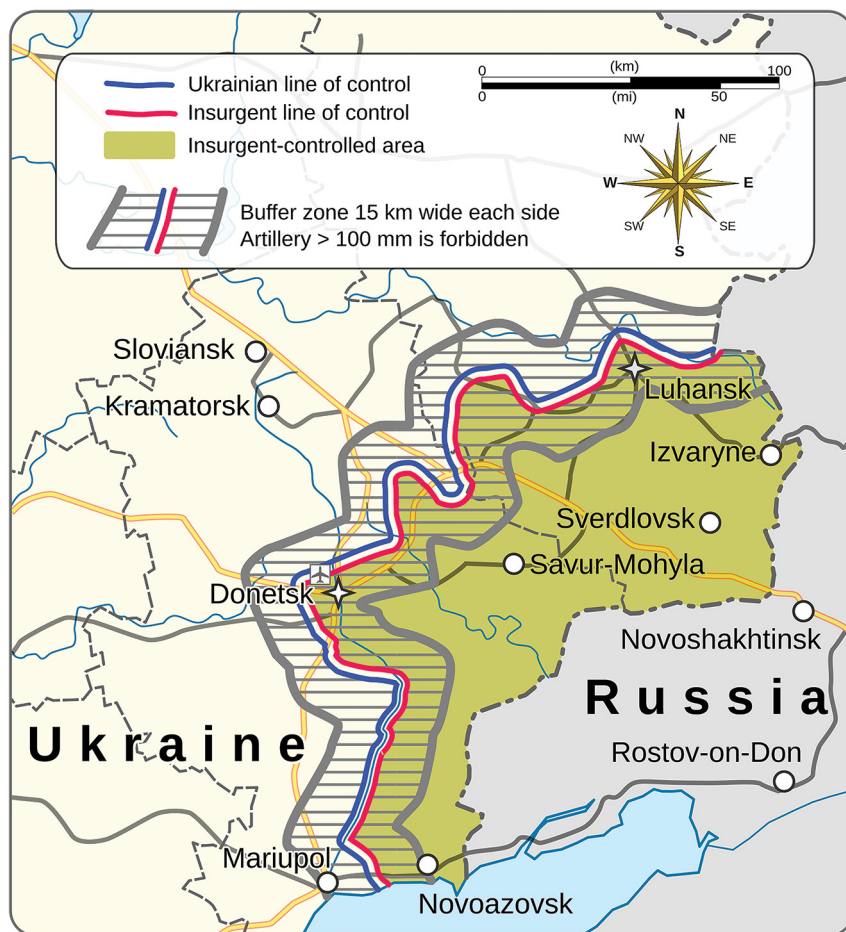 Ukrainian line of control
Insurgent line of control
Insurgent-controlled area
Buffer zone 15 km wide each side
Artillery > 100 mm is forbidden
0 (km) 100
0 (mi) 50
N
NW NE
W E
SW SE
S
Sloviansk
Kramatorsk
Luhansk
Izvaryne
Sverdlovsk
Savur-Mohyla
Donetsk
Novoshakhtinsk
Russia
Ukraine
Rostov-on-Don
Mariupol
Novoazovsk